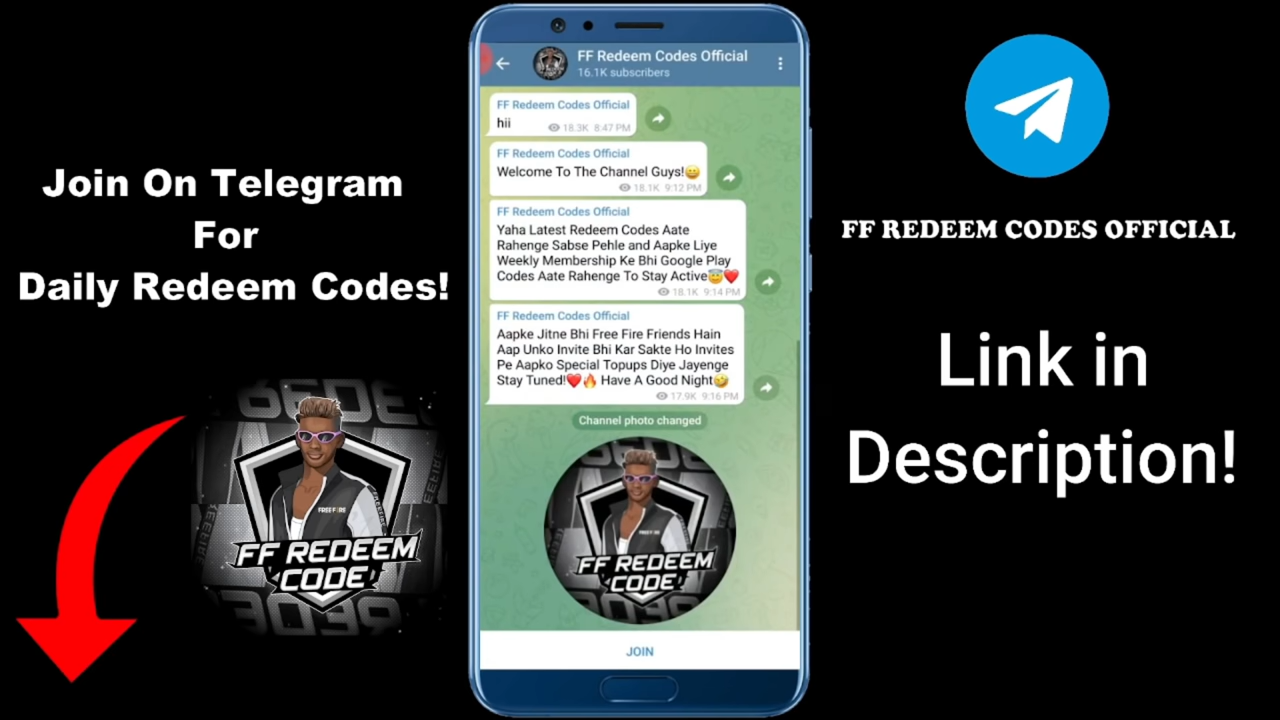 Join On Telegram
For
Daily Redeem Codes!
FREE FIRE
FF REDEEM
CODE
FF Redeem Codes Official
16.1K subscribers
FF Redeem Codes Official
hii
18.3K 8:47 PM
FF Redeem Codes Official
Welcome To The Channel Guys!😄
18.1K 9:12 PM
FF Redeem Codes Official
Yaha Latest Redeem Codes Aate
Rahenge Sabse Pehle and Aapke Liye
Weekly Membership Ke Bhi Google Play
Codes Aate Rahenge To Stay Active😇❤️
18.1K 9:14 PM
FF Redeem Codes Official
Aapke Jitne Bhi Free Fire Friends Hain
Aap Unko Invite Bhi Kar Sakte Ho Invites
Pe Aapko Special Topups Diye Jayenge
Stay Tuned!❤️🔥 Have A Good Night🤣
17.9K 9:16 PM
Channel photo changed
FF REDEEM
CODE
JOIN
FF REDEEM CODES OFFICIAL
Link in
Description!